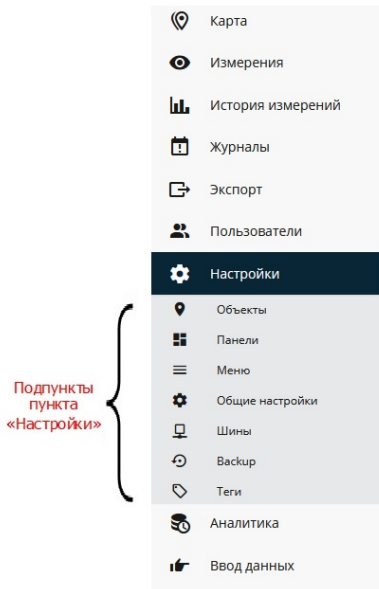 Карта
Измерения
История измерений
Журналы
Экспорт
Пользователи
Настройки
Объекты
Панели
Меню
Общие настройки
Шины
Backup
Теги
Аналитика
Ввод данных
Подпункты
пункта
«Настройки»